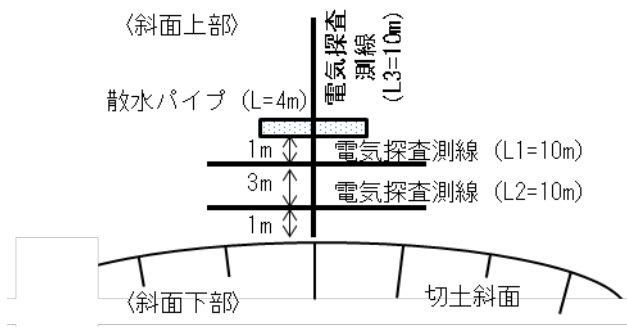 〈斜面上部〉
電気探査
測線
(L3=10m)
散水パイプ (L=4m)
1m
電気探査測線 (L1=10m)
3m
電気探査測線 (L2=10m)
1m
〈斜面下部〉
切土斜面